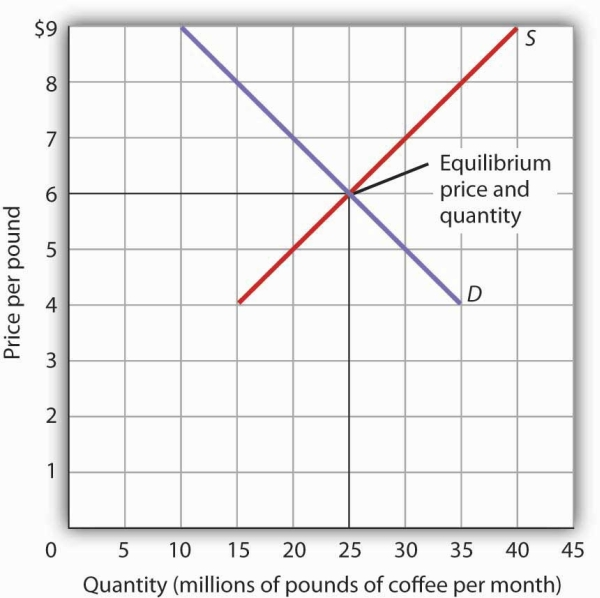 $9
8
7
6
5
4
3
2
1
0
5
10
15
20
25
30
35
40
45
S
D
Equilibrium
price and
quantity
Price per pound
Quantity (millions of pounds of coffee per month)